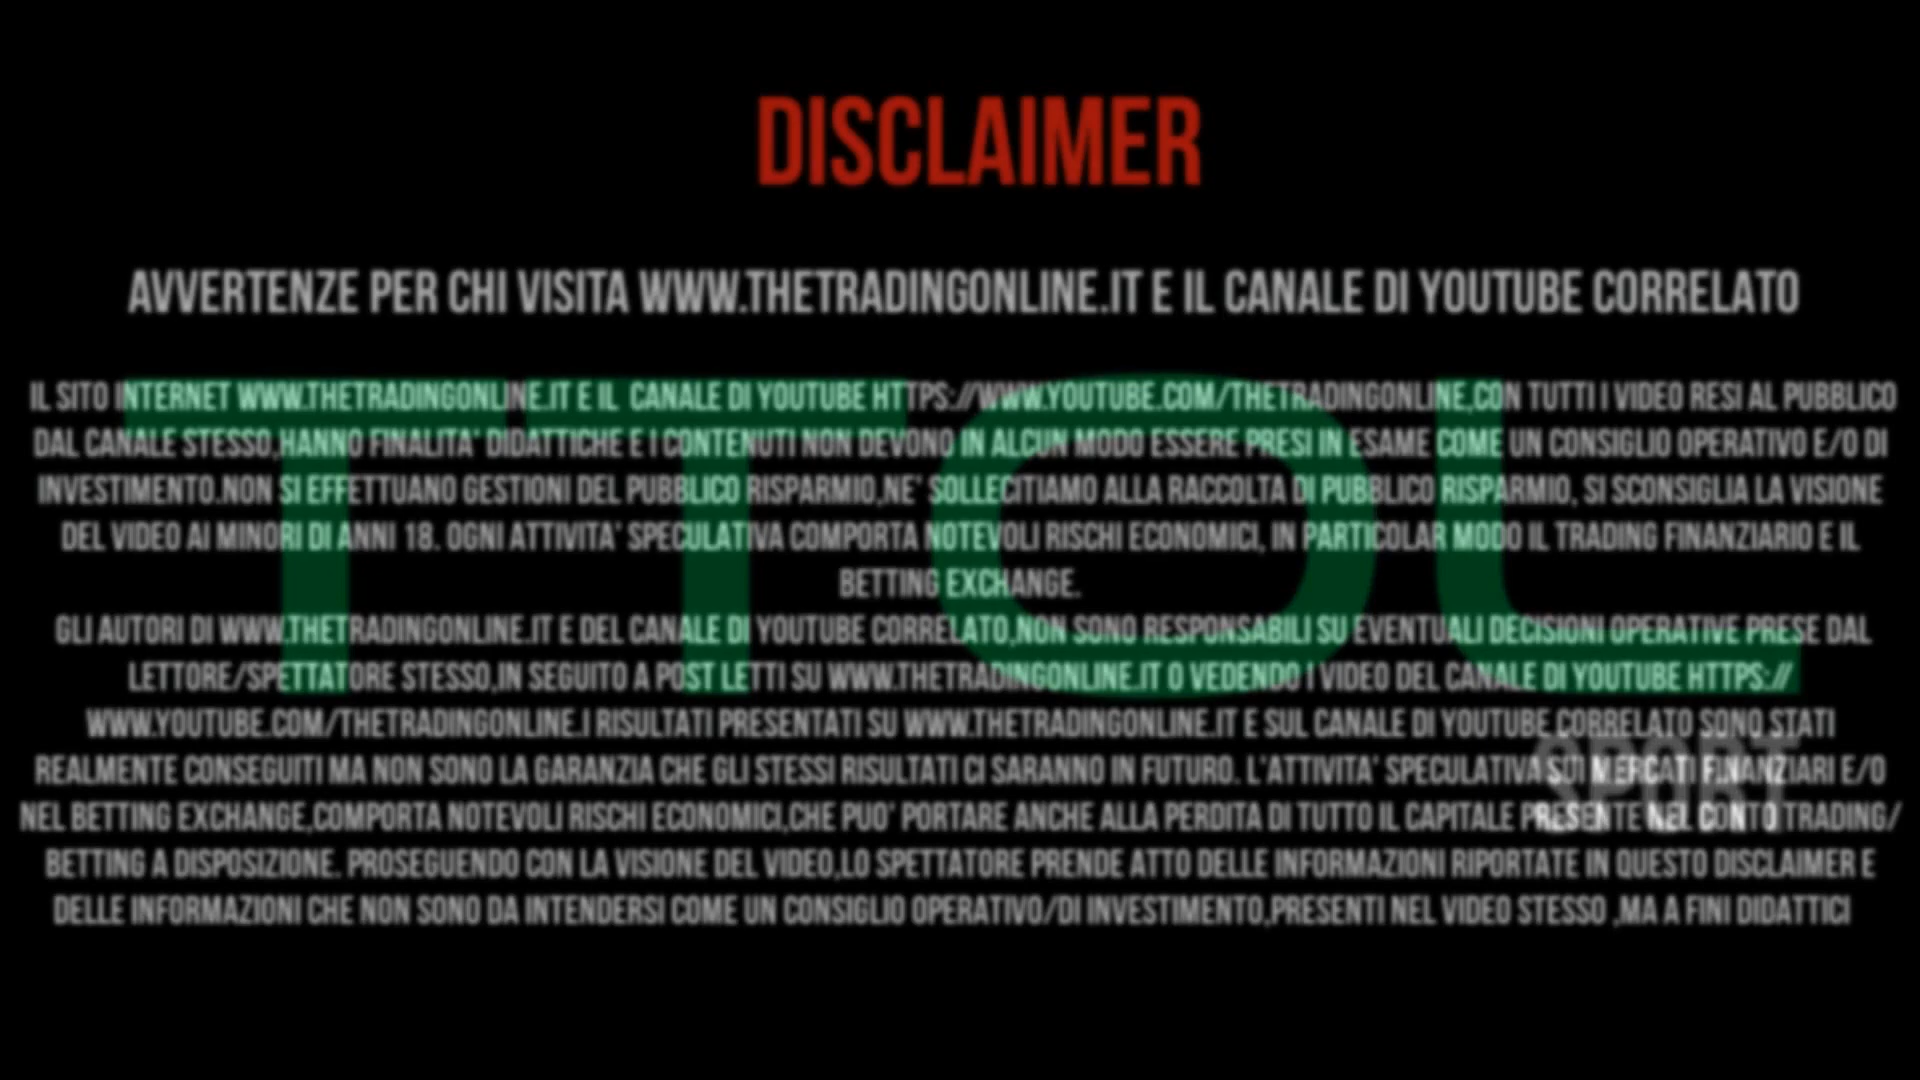 DISCLAIMER
AVVERTENZE PER CHI VISITA WWW.THETRADINGONLINE.IT E IL CANALE DI YOUTUBE CORRELATO
IL SITO INTERNET WWW.THETRADINGONLINE.IT E IL CANALE DI YOUTUBE HTTPS://WWW.YOUTUBE.COM/THETRADINGONLINE,CON TUTTI I VIDEO RESI AL PUBBLICO
DAL CANALE STESSO,HANNO FINALITA' DIDATTICHE E I CONTENUTI NON DEVONO IN ALCUN MODO ESSERE PRESI IN ESAME COME UN CONSIGLIO OPERATIVO E/O DI
INVESTIMENTO.NON SI EFFETTUANO GESTIONI DEL PUBBLICO RISPARMIO,NE' SOLLECITIAMO ALLA RACCOLTA DI PUBBLICO RISPARMIO, SI SCONSIGLIA LA VISIONE
DEL VIDEO AI MINORI DI ANNI 18. OGNI ATTIVITA' SPECULATIVA COMPORTA NOTEVOLI RISCHI ECONOMICI, IN PARTICOLAR MODO IL TRADING FINANZIARIO E IL
BETTING EXCHANGE.
GLI AUTORI DI WWW.THETRADINGONLINE.IT E DEL CANALE DI YOUTUBE CORRELATO,NON SONO RESPONSABILI SU EVENTUALI DECISIONI OPERATIVE PRESE DAL
LETTORE/SPETTATORE STESSO,IN SEGUITO A POST LETTI SU WWW.THETRADINGONLINE.IT O VEDENDO I VIDEO DEL CANALE DI YOUTUBE HTTPS://
WWW.YOUTUBE.COM/THETRADINGONLINE.I RISULTATI PRESENTATI SU WWW.THETRADINGONLINE.IT E SUL CANALE DI YOUTUBE CORRELATO SONO STATI
REALMENTE CONSEGUITI MA NON SONO LA GARANZIA CHE GLI STESSI RISULTATI CI SARANNO IN FUTURO. L'ATTIVITA' SPECULATIVA SUI MERCATI FINANZIARI E/O
NEL BETTING EXCHANGE,COMPORTA NOTEVOLI RISCHI ECONOMICI,CHE PUO' PORTARE ANCHE ALLA PERDITA DI TUTTO IL CAPITALE PRESENTE NEL CONTO TRADING/
BETTING A DISPOSIZIONE. PROSEGUENDO CON LA VISIONE DEL VIDEO,LO SPETTATORE PRENDE ATTO DELLE INFORMAZIONI RIPORTATE IN QUESTO DISCLAIMER E
DELLE INFORMAZIONI CHE NON SONO DA INTENDERSI COME UN CONSIGLIO OPERATIVO/DI INVESTIMENTO,PRESENTI NEL VIDEO STESSO ,MA A FINI DIDATTICI
TTOL
SPORT